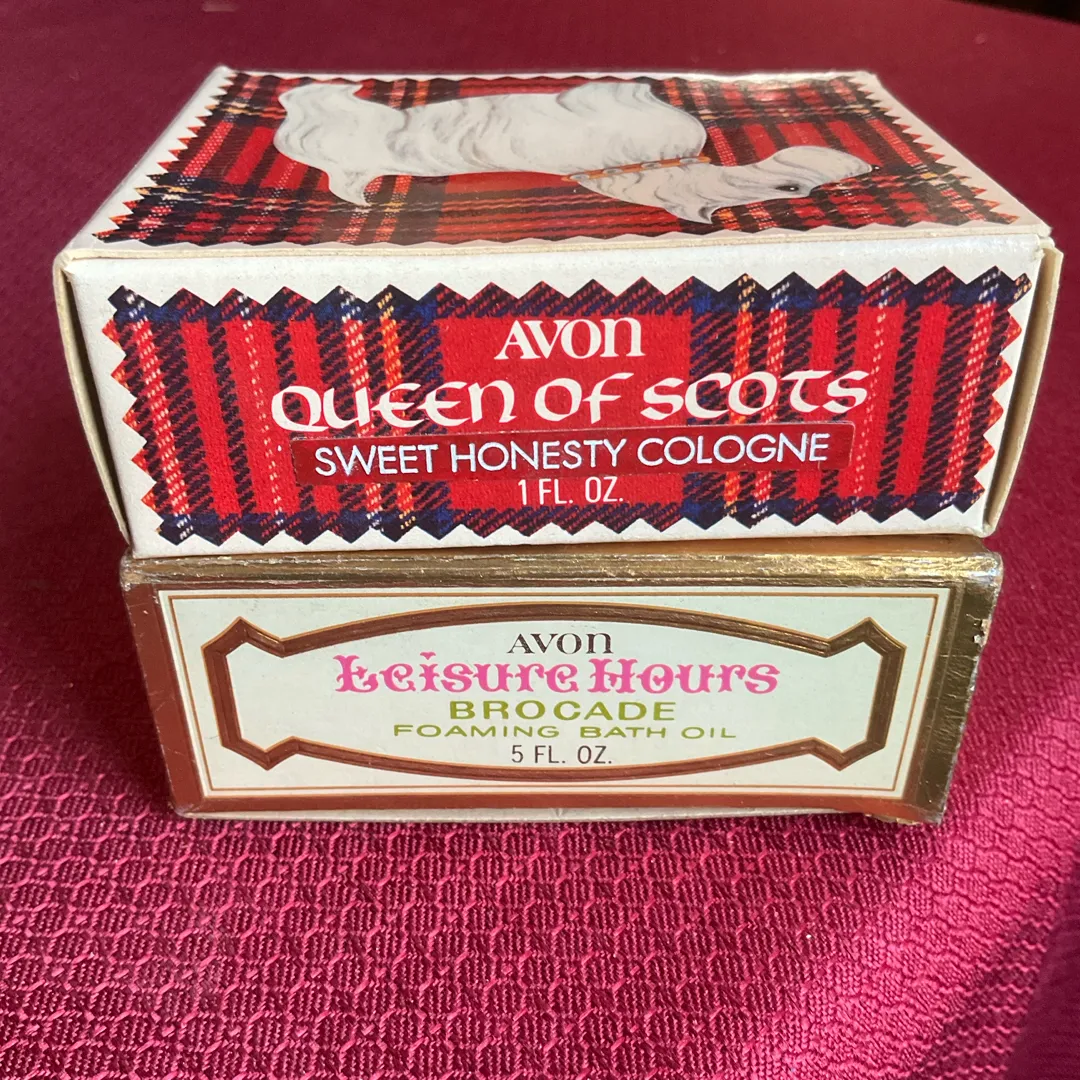 AVON
QUEEN OF SCOTS
SWEET HONESTY COLOGNE
1 FL. OZ.
AVON
Leisure Hours
BROCADE
FOAMING BATH OIL
5 FL. OZ.